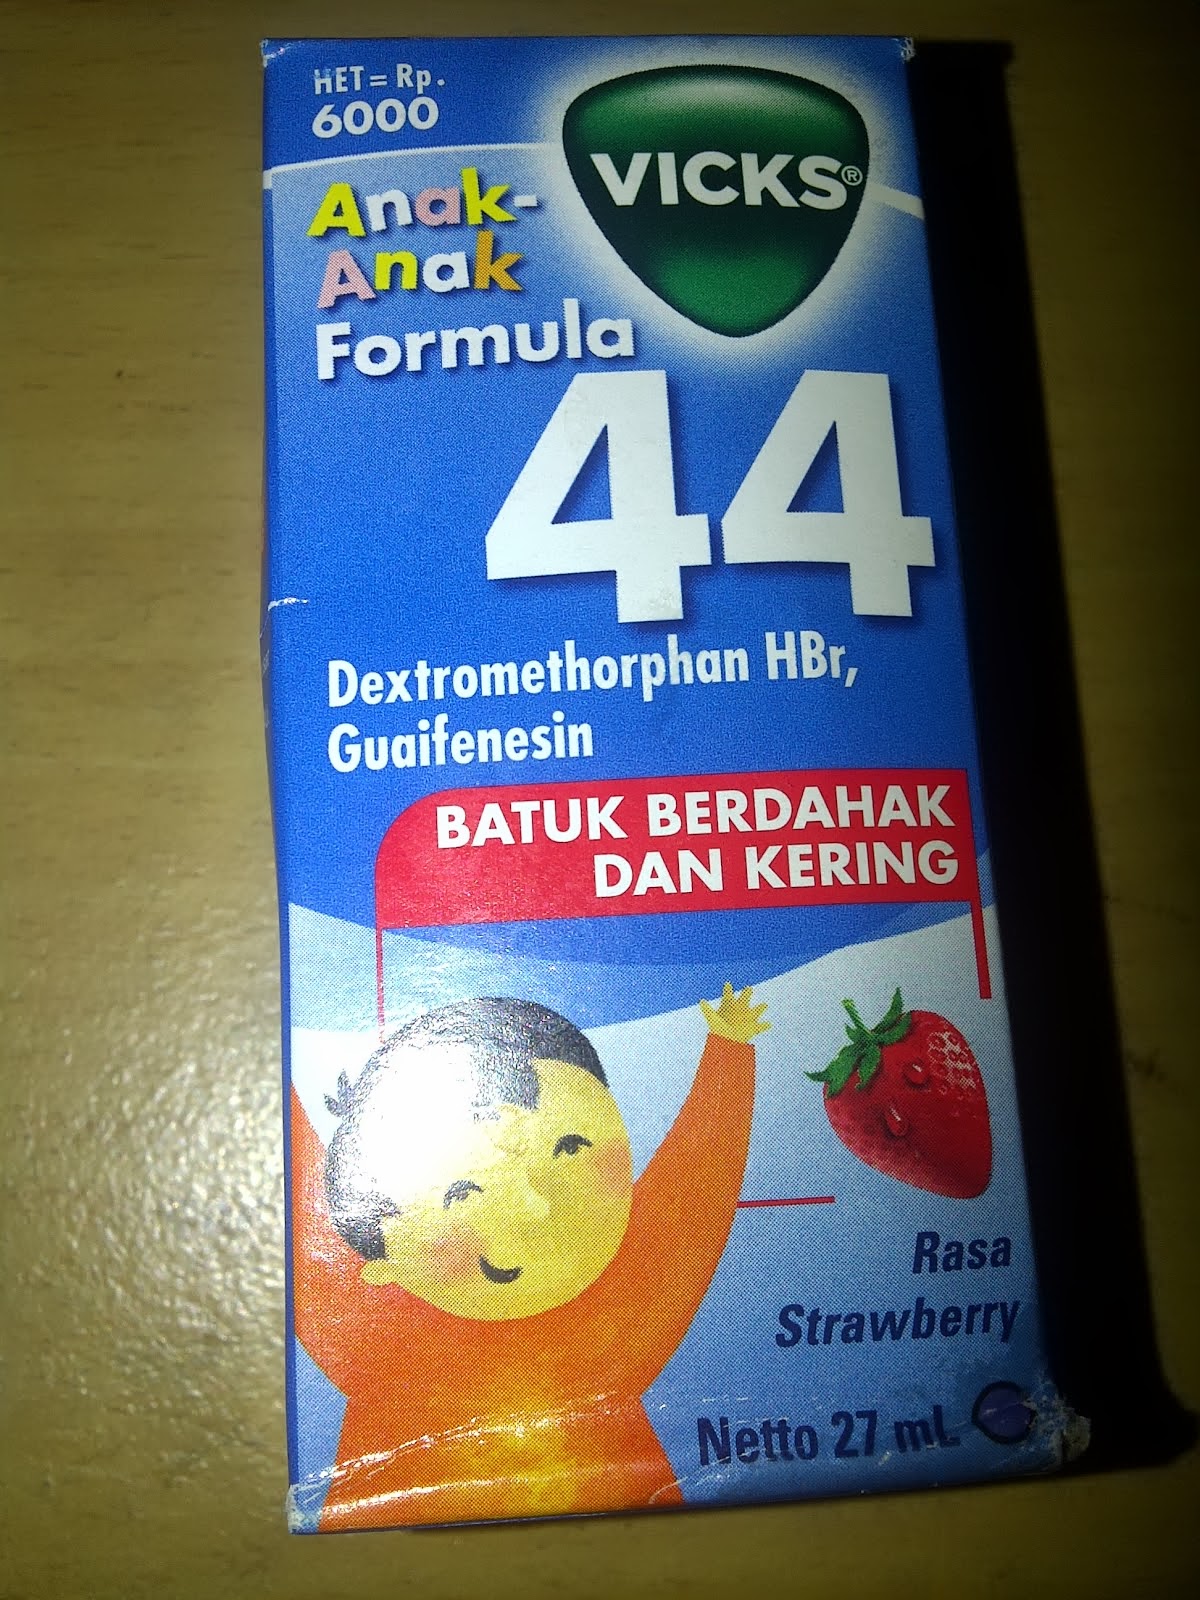 HET = Rp.
6000
VICKS®
Anak-
Anak
Formula
44
Dextromethorphan HBr,
Guaifenesin
BATUK BERDAHAK
DAN KERING
Rasa
Strawberry
Netto 27 mL